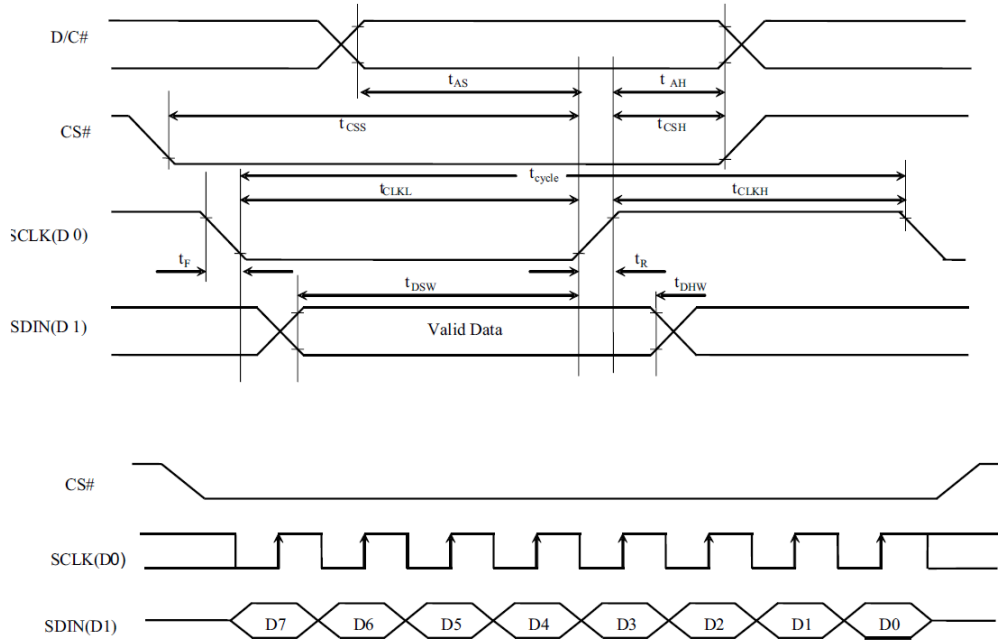 D/C#
tAS
t AH
tCSS
tCSH
CS#
tcycle
tCLKL
tCLKH
SCLK(D 0)
tF
tR
tDSW
tDHW
SDIN(D 1)
Valid Data
CS#
SCLK(D0)
SDIN(D1)
D7 D6 D5 D4 D3 D2 D1 D0